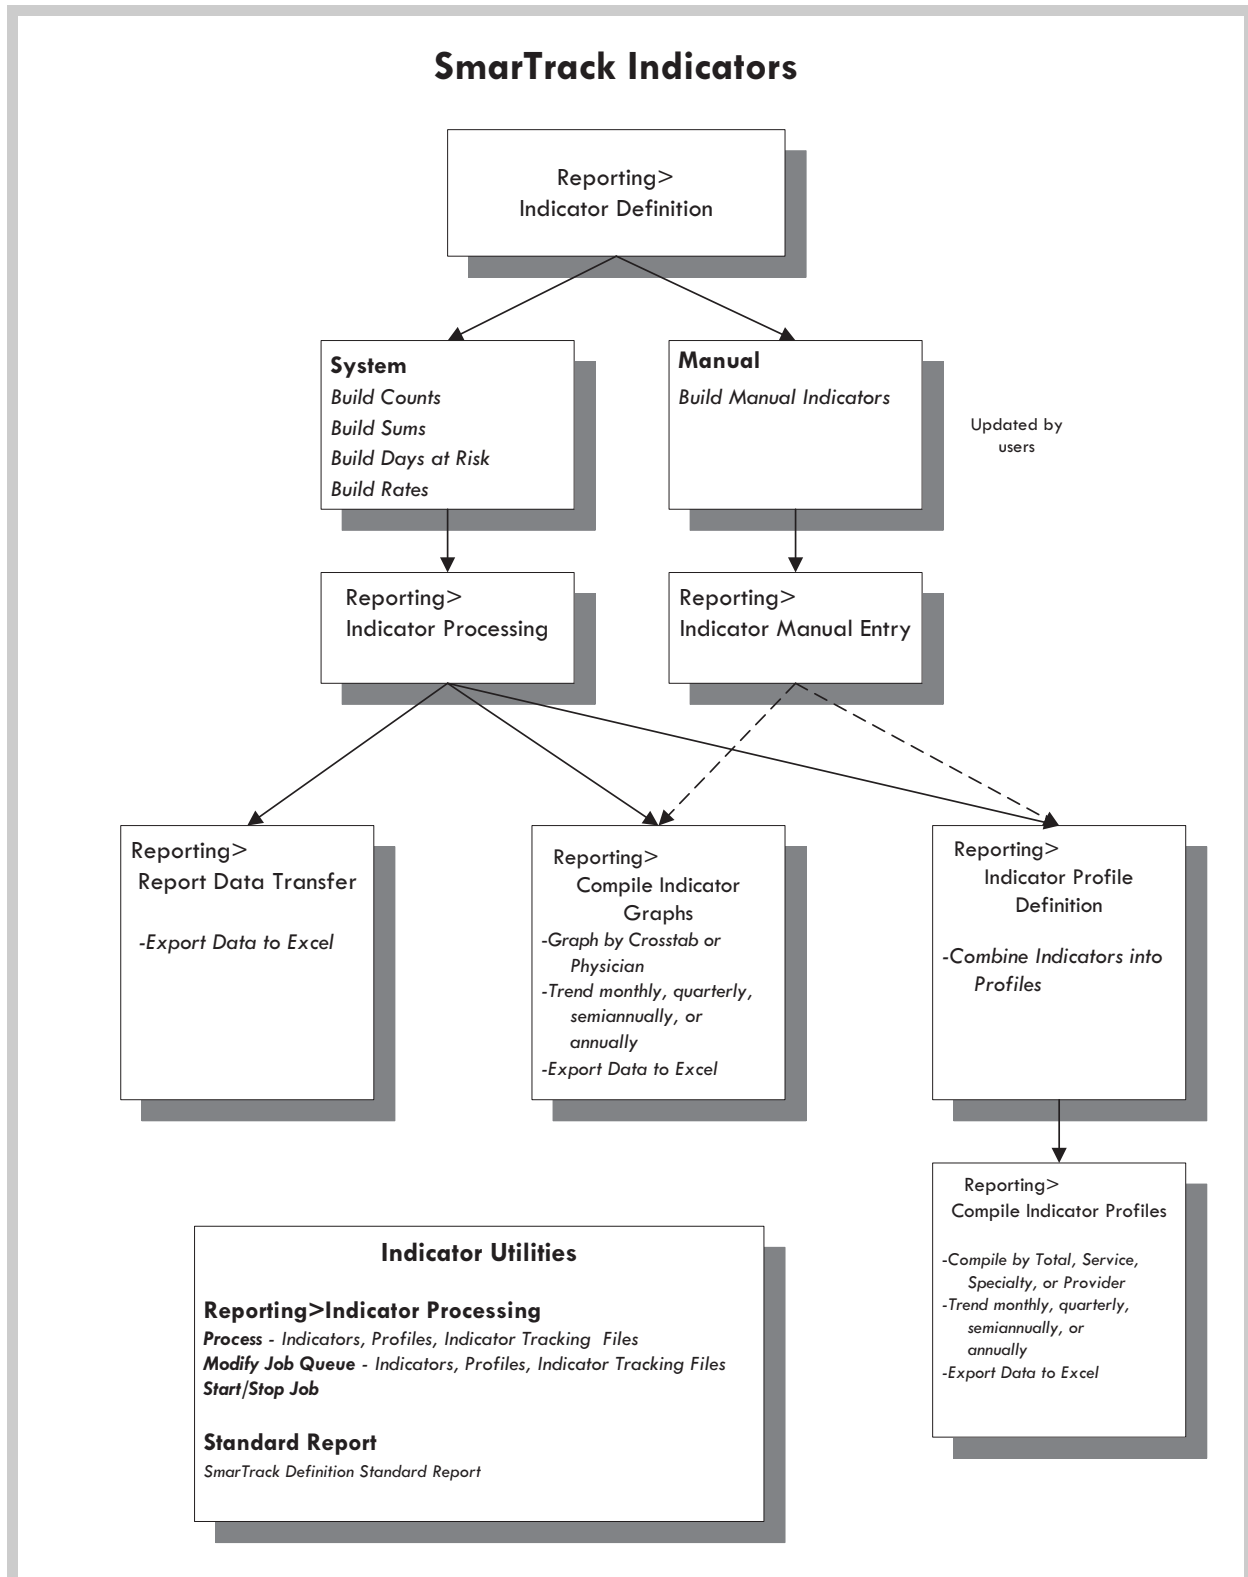 SmarTrack Indicators
Reporting>
Indicator Definition
System
Build Counts
Build Sums
Build Days at Risk
Build Rates
Manual
Build Manual Indicators
Updated by
users
Reporting>
Indicator Processing
Reporting>
Indicator Manual Entry
Reporting>
Report Data Transfer
-Export Data to Excel
Reporting>
Compile Indicator
Graphs
-Graph by Crosstab or
Physician
-Trend monthly, quarterly,
semiannually, or
annually
-Export Data to Excel
Reporting>
Indicator Profile
Definition
-Combine Indicators into
Profiles
Reporting>
Compile Indicator Profiles
-Compile by Total, Service,
Specialty, or Provider
-Trend monthly, quarterly,
semiannually, or
annually
-Export Data to Excel
Indicator Utilities
Reporting>Indicator Processing
Process - Indicators, Profiles, Indicator Tracking Files
Modify Job Queue - Indicators, Profiles, Indicator Tracking Files
Start/Stop Job
Standard Report
SmarTrack Definition Standard Report